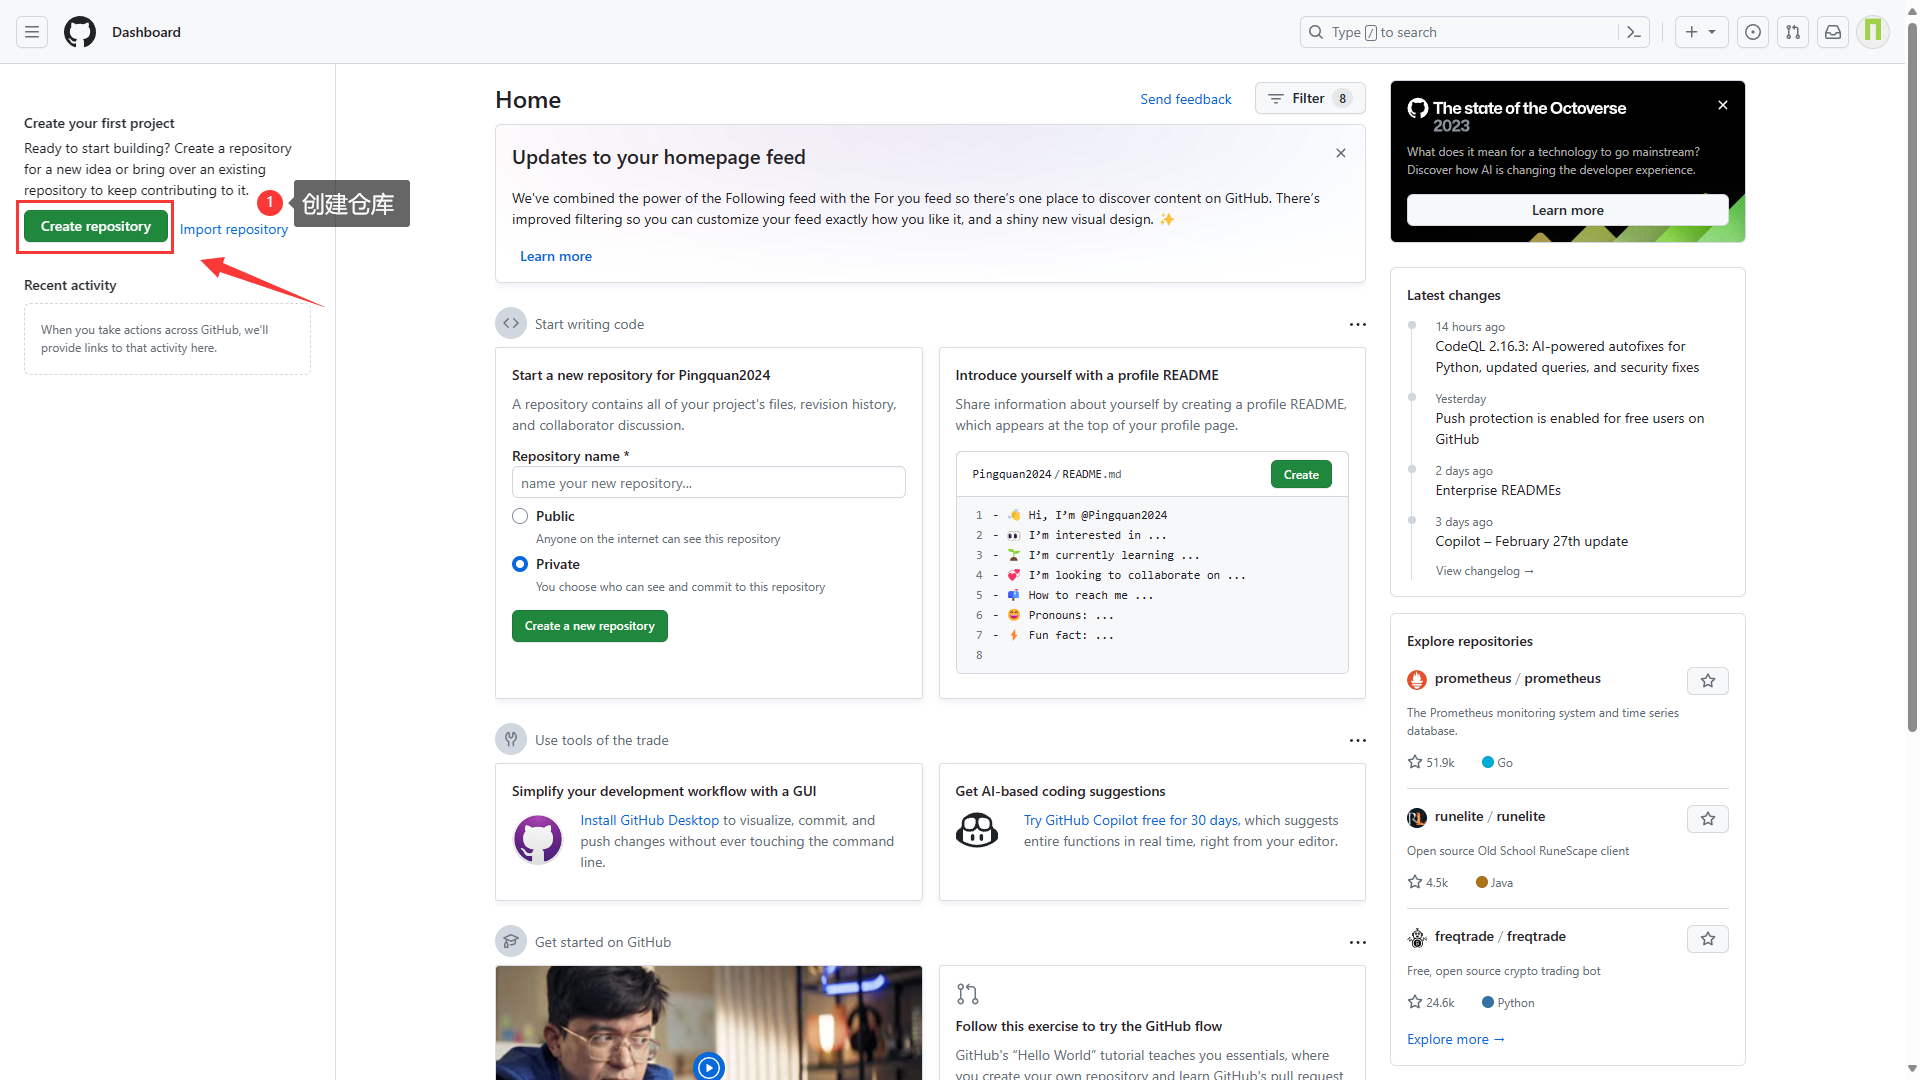 Dashboard
Type / to search
Create your first project
Ready to start building? Create a repository
for a new idea or bring over an existing
repository to keep contributing to it.
1
创建仓库
Create repository
Import repository
Recent activity
When you take actions across GitHub, we'll
provide links to that activity here.
Home
Send feedback
Filter 8
Updates to your homepage feed
We've combined the power of the Following feed with the For you feed so there's one place to discover content on GitHub. There's
improved filtering so you can customize your feed exactly how you like it, and a shiny new visual design. ✨
Learn more
Start writing code
Start a new repository for Pingquan2024
A repository contains all of your project's files, revision history,
and collaborator discussion.
Repository name *
name your new repository...
Public
Anyone on the internet can see this repository
Private
You choose who can see and commit to this repository
Create a new repository
Introduce yourself with a profile README
Share information about yourself by creating a profile README,
which appears at the top of your profile page.
Pingquan2024 / README.md
Create
1 - 👋 Hi, I'm @Pingquan2024
2 - 👀 I'm interested in ...
3 - 🌱 I'm currently learning ...
4 - 💞️ I'm looking to collaborate on ...
5 - 📫 How to reach me ...
6 - 😄 Pronouns: ...
7 - ⚡ Fun fact: ...
8
Use tools of the trade
Simplify your development workflow with a GUI
Install GitHub Desktop to visualize, commit, and
push changes without ever touching the command
line.
Get AI-based coding suggestions
Try GitHub Copilot free for 30 days, which suggests
entire functions in real time, right from your editor.
Get started on GitHub
Follow this exercise to try the GitHub flow
GitHub's "Hello World" tutorial teaches you essentials, where
you create your own repository and learn GitHub's pull request
The state of the Octoverse
2023
What does it mean for a technology to go mainstream?
Discover how AI is changing the developer experience.
Learn more
Latest changes
14 hours ago
CodeQL 2.16.3: AI-powered autofixes for
Python, updated queries, and security fixes
Yesterday
Push protection is enabled for free users on
GitHub
2 days ago
Enterprise READMEs
3 days ago
Copilot – February 27th update
View changelog →
Explore repositories
prometheus / prometheus
The Prometheus monitoring system and time series
database.
51.9k
Go
runelite / runelite
Open source Old School RuneScape client
4.5k
Java
freqtrade / freqtrade
Free, open source crypto trading bot
24.6k
Python
Explore more →